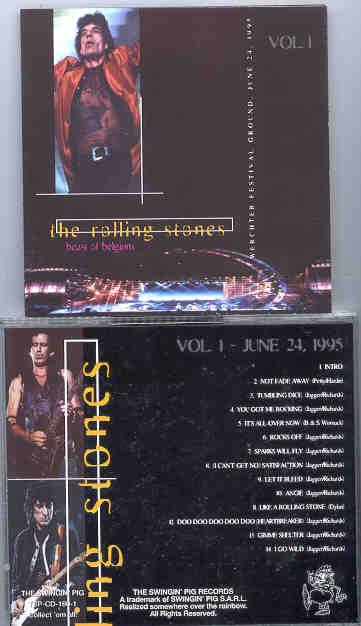 VOL. 1
WERCHTER FESTIVAL GROUND, JUNE 24, 1995
the rolling stones
beast of belgium
VOL. 1 - JUNE 24, 1995
1. INTRO
2. NOT FADE AWAY (Petty/Hardin)
3. TUMBLING DICE (Jagger/Richards)
4. YOU GOT ME ROCKING (Jagger/Richards)
5. IT'S ALL OVER NOW (B. & S. Womack)
6. ROCKS OFF (Jagger/Richards)
7. SPARKS WILL FLY (Jagger/Richards)
8. (I CAN'T GET NO) SATISFACTION (Jagger/Richards)
9. LET IT BLEED (Jagger/Richards)
10. ANGIE (Jagger/Richards)
11. LIKE A ROLLING STONE (Dylan)
12. DOO DOO DOO DOO DOO (HEARTBREAKER) (Jagger/Richards)
13. GIMME SHELTER (Jagger/Richards)
14. I GO WILD (Jagger/Richards)
ling stones
THE SWINGIN' PIG
TSP-CD-190-1
Collect 'em all!
THE SWINGIN' PIG RECORDS
A trademark of SWINGIN' PIG S.A.R.L.
Realized somewhere over the rainbow.
All Rights Reserved.